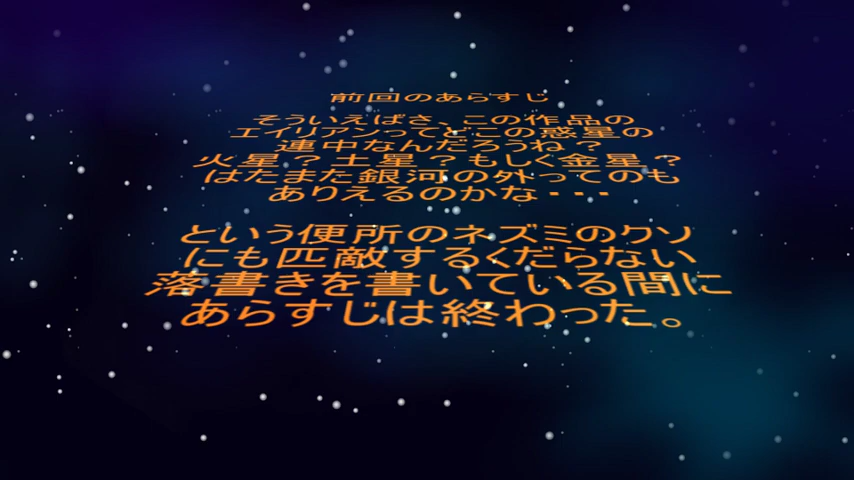 前回のあらすじ
そういえばさ、この作品の
エイリアンってどこの惑星の
連中なんだろうね？
火星？土星？もしく金星？
はたまた銀河の外ってのも
ありえるのかな・・・
という便所のネズミのクソ
にも匹敵するくだらない
落書きを書いている間に
あらすじは終わった。